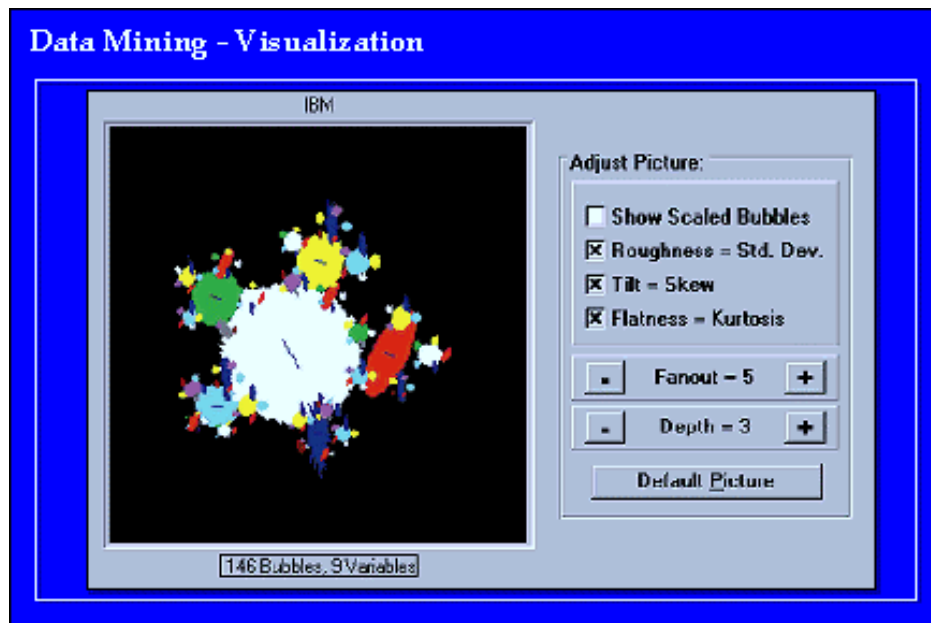 Data Mining - Visualization
IBM
Adjust Picture:
Show Scaled Bubbles
Roughness = Std. Dev.
Tilt = Skew
Flatness = Kurtosis
- Fanout = 5 +
- Depth = 3 +
Default Picture
146 Bubbles, 9 Variables